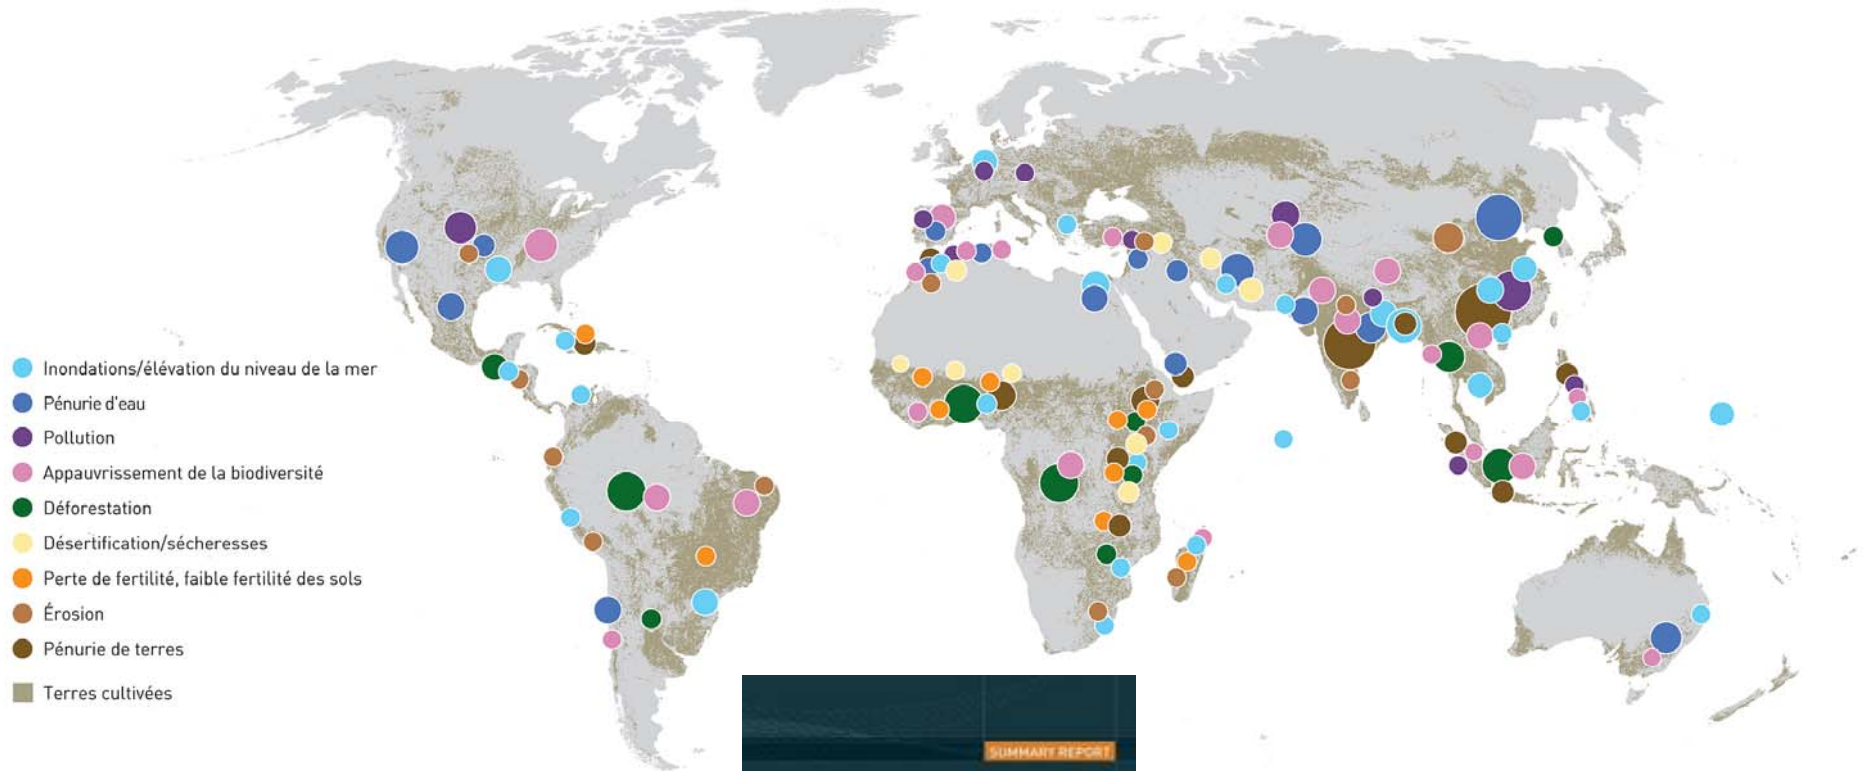 Inondations/élévation du niveau de la mer
Pénurie d'eau
Pollution
Appauvrissement de la biodiversité
Déforestation
Désertification/sécheresses
Perte de fertilité, faible fertilité des sols
Érosion
Pénurie de terres
Terres cultivées
SUMMARY REPORT